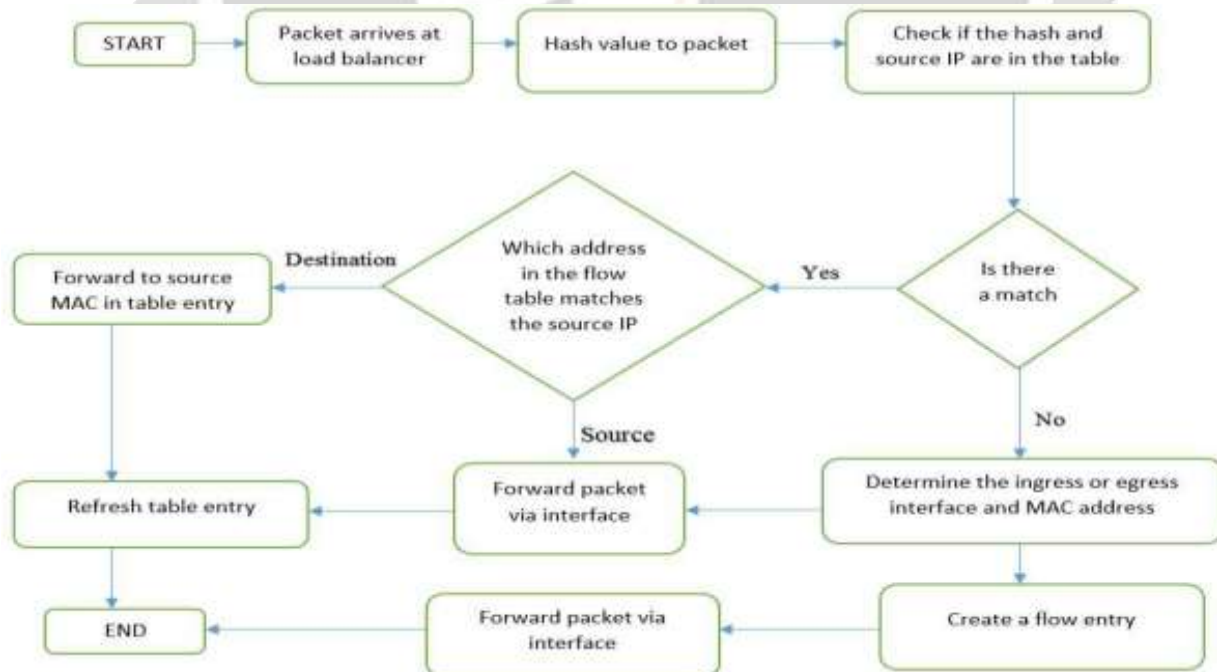 START
Packet arrives at
load balancer
Hash value to packet
Check if the hash and
source IP are in the table
Is there
a match
Yes
Which address
in the flow
table matches
the source IP
Destination
Forward to source
MAC in table entry
Source
No
Determine the ingress or egress
interface and MAC address
Forward packet
via interface
Refresh table entry
Create a flow entry
Forward packet via
interface
END